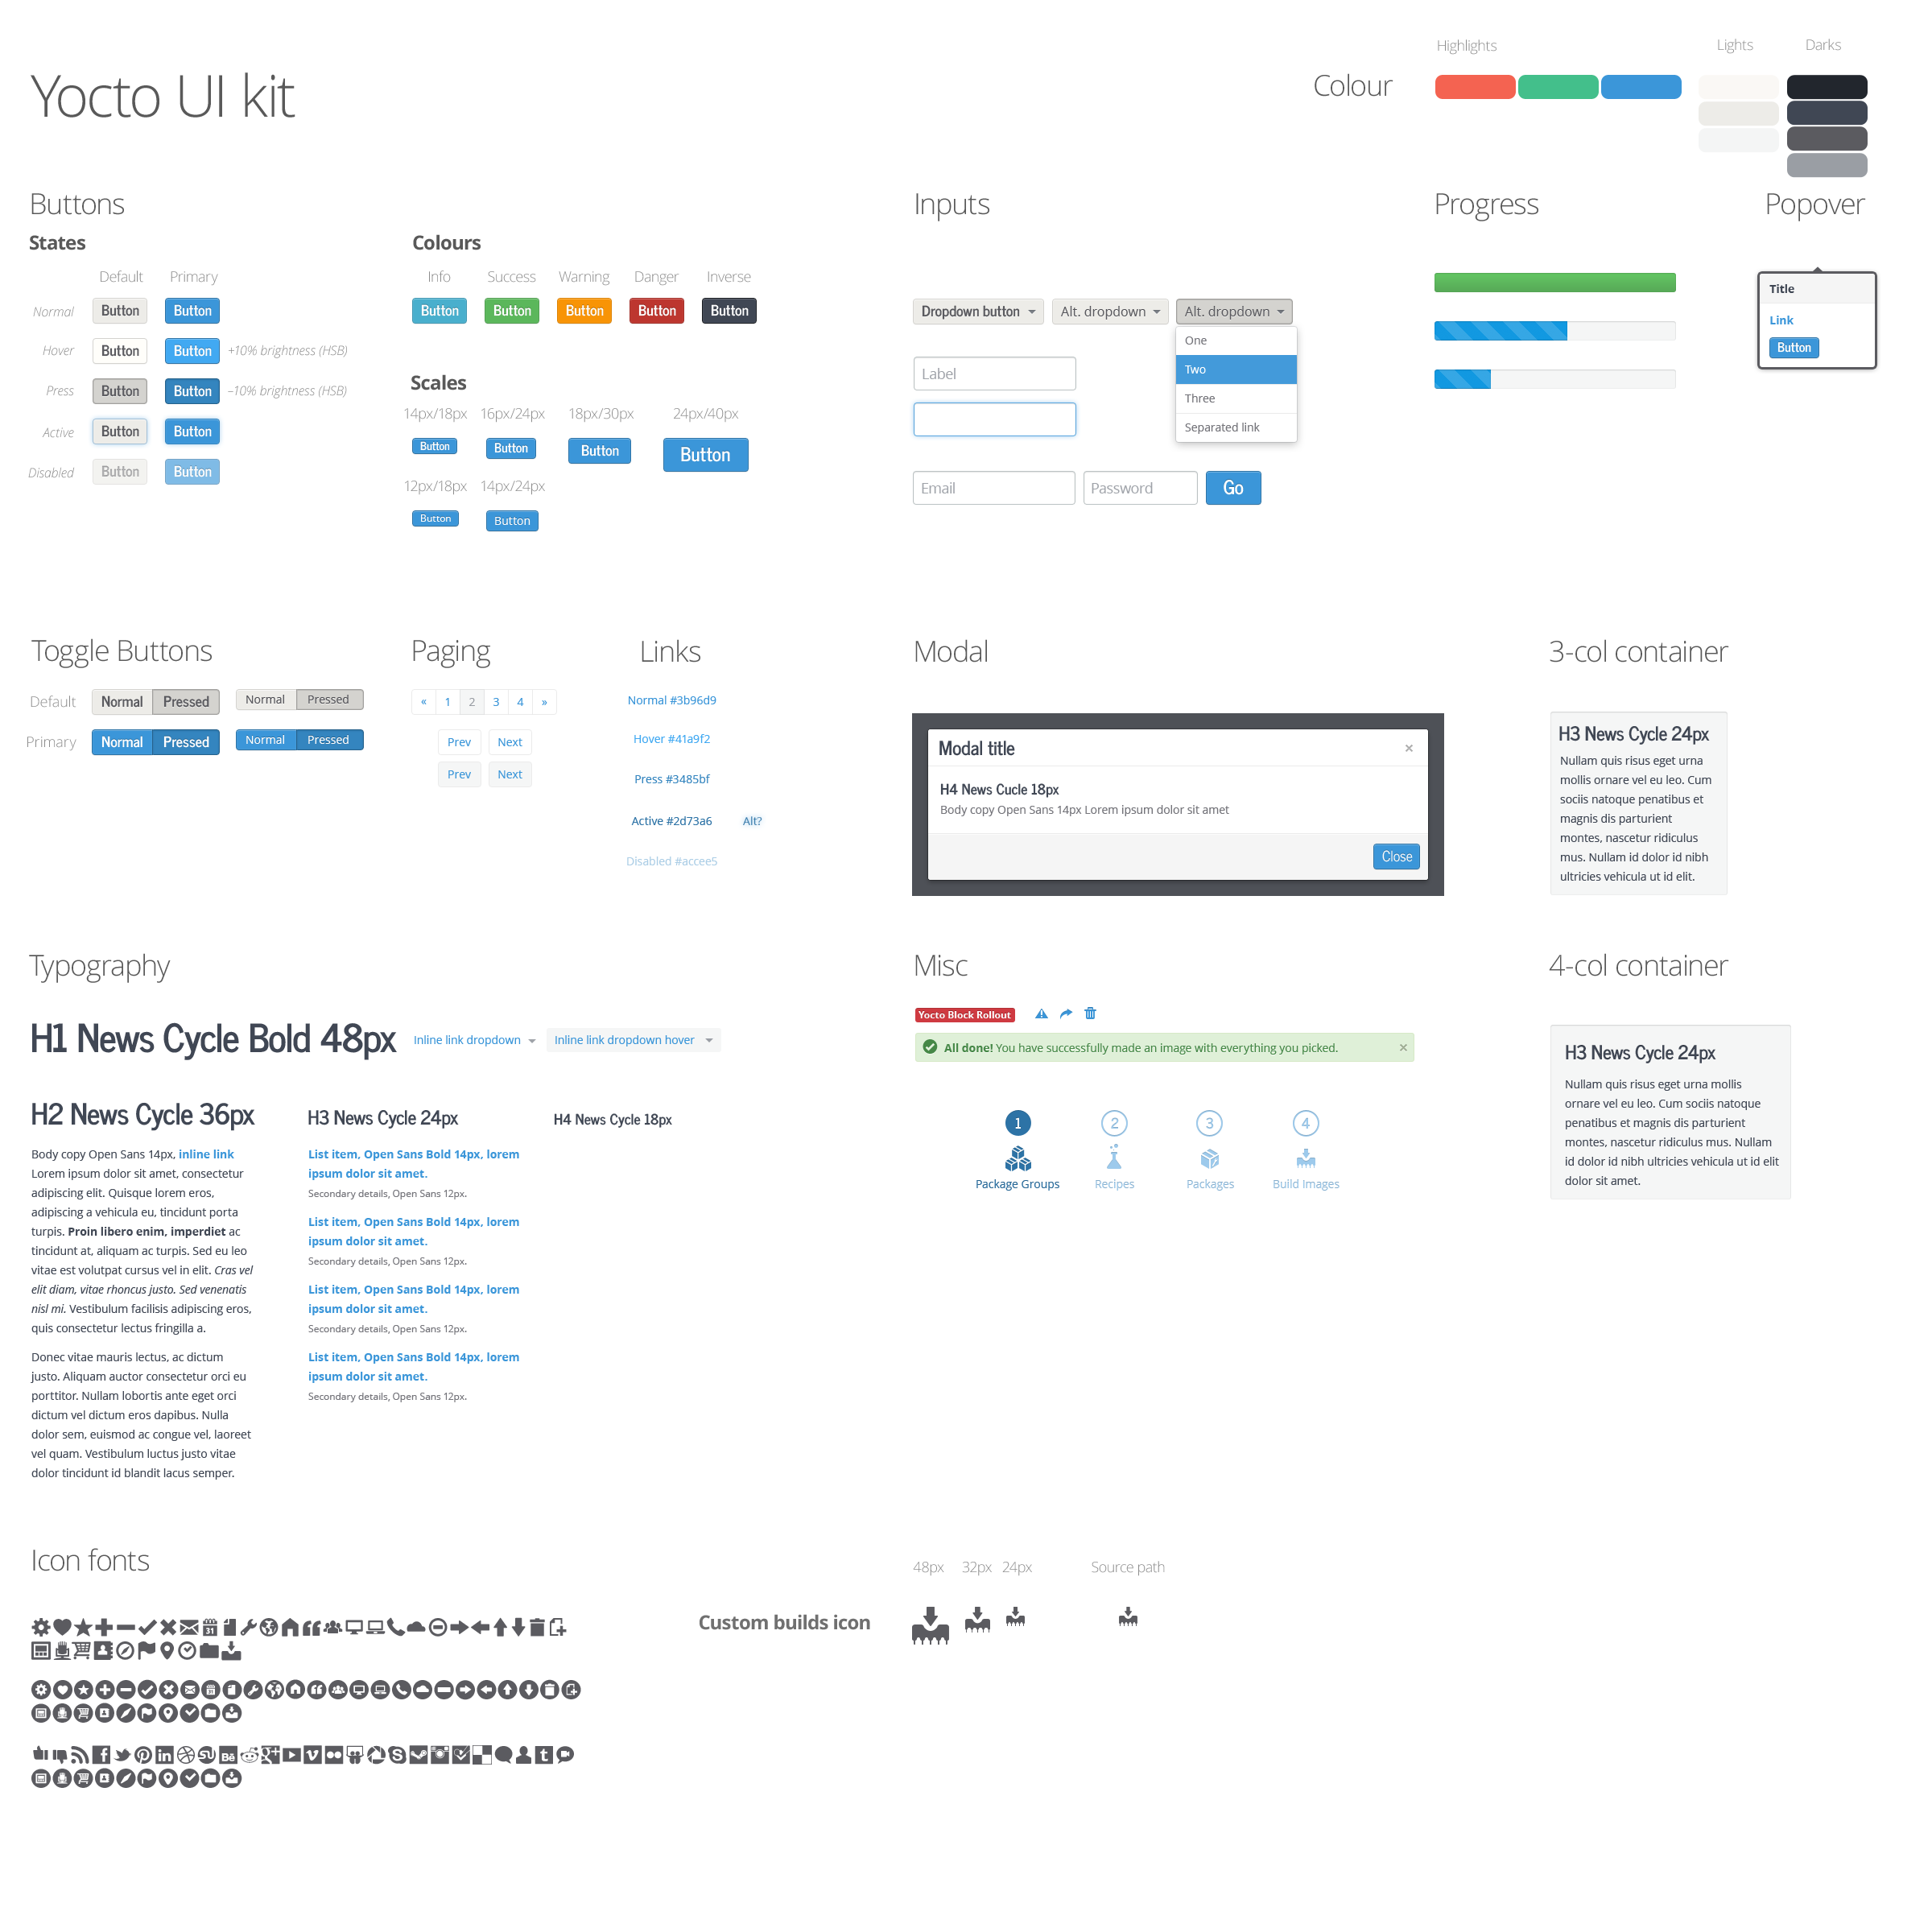 Yocto UI kit
Colour
Highlights
Lights
Darks
Buttons
States
Default Primary
Normal Button Button
Hover Button Button +10% brightness (HSB)
Press Button Button –10% brightness (HSB)
Active Button Button
Disabled Button Button
Colours
Info Success Warning Danger Inverse
Button Button Button Button Button
Scales
14px/18px 16px/24px 18px/30px 24px/40px
Button Button Button Button
12px/18px 14px/24px
Button Button
Inputs
Dropdown button Alt. dropdown Alt. dropdown
One
Two
Three
Separated link
Label
Email Password Go
Progress
Popover
Title
Link
Button
Toggle Buttons
Default Normal Pressed Normal Pressed
Primary Normal Pressed Normal Pressed
Paging
« 1 2 3 4 »
Prev Next
Prev Next
Links
Normal #3b96d9
Hover #41a9f2
Press #3485bf
Active #2d73a6 Alt?
Disabled #accee5
Modal
Modal title ×
H4 News Cucle 18px
Body copy Open Sans 14px Lorem ipsum dolor sit amet
Close
3-col container
H3 News Cycle 24px
Nullam quis risus eget urna
mollis ornare vel eu leo. Cum
sociis natoque penatibus et
magnis dis parturient
montes, nascetur ridiculus
mus. Nullam id dolor id nibh
ultricies vehicula ut id elit.
Typography
H1 News Cycle Bold 48px Inline link dropdown Inline link dropdown hover
H2 News Cycle 36px
Body copy Open Sans 14px, inline link
Lorem ipsum dolor sit amet, consectetur
adipiscing elit. Quisque lorem eros,
adipiscing a vehicula eu, tincidunt porta
turpis. Proin libero enim, imperdiet ac
tincidunt at, aliquam ac turpis. Sed eu leo
vitae est volutpat cursus vel in elit. Cras vel
elit diam, vitae rhoncus justo. Sed venenatis
nisl mi. Vestibulum facilisis adipiscing eros,
quis consectetur lectus fringilla a.
Donec vitae mauris lectus, ac dictum
justo. Aliquam auctor consectetur orci eu
porttitor. Nullam lobortis ante eget orci
dictum vel dictum eros dapibus. Nulla
dolor sem, euismod ac congue vel, laoreet
vel quam. Vestibulum luctus justo vitae
dolor tincidunt id blandit lacus semper.
H3 News Cycle 24px
List item, Open Sans Bold 14px, lorem
ipsum dolor sit amet.
Secondary details, Open Sans 12px.
List item, Open Sans Bold 14px, lorem
ipsum dolor sit amet.
Secondary details, Open Sans 12px.
List item, Open Sans Bold 14px, lorem
ipsum dolor sit amet.
Secondary details, Open Sans 12px.
List item, Open Sans Bold 14px, lorem
ipsum dolor sit amet.
Secondary details, Open Sans 12px.
H4 News Cycle 18px
Misc
Yocto Block Rollout
All done! You have successfully made an image with everything you picked. ×
1 2 3 4
Package Groups Recipes Packages Build Images
4-col container
H3 News Cycle 24px
Nullam quis risus eget urna mollis
ornare vel eu leo. Cum sociis natoque
penatibus et magnis dis parturient
montes, nascetur ridiculus mus. Nullam
id dolor id nibh ultricies vehicula ut id elit
dolor sit amet.
Icon fonts
Custom builds icon
48px 32px 24px Source path